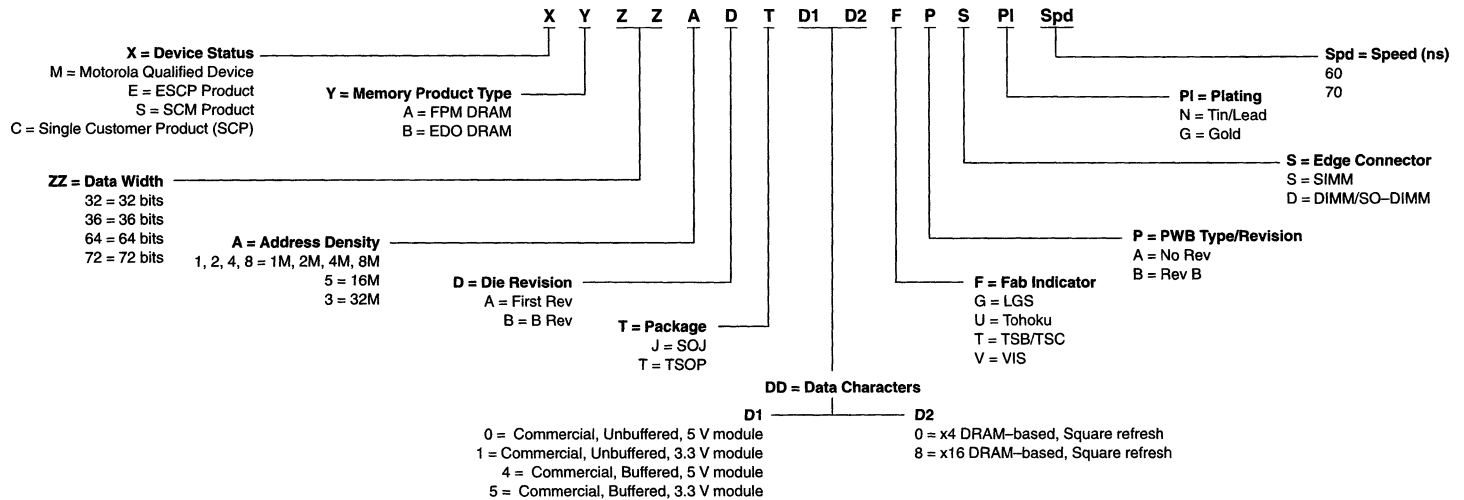 X Y Z Z A D T D1 D2 F P S Pl Spd
X = Device Status
M = Motorola Qualified Device
E = ESCP Product
S = SCM Product
C = Single Customer Product (SCP)
Y = Memory Product Type
A = FPM DRAM
B = EDO DRAM
ZZ = Data Width
32 = 32 bits
36 = 36 bits
64 = 64 bits
72 = 72 bits
A = Address Density
1, 2, 4, 8 = 1M, 2M, 4M, 8M
5 = 16M
3 = 32M
D = Die Revision
A = First Rev
B = B Rev
T = Package
J = SOJ
T = TSOP
DD = Data Characters
D1
0 = Commercial, Unbuffered, 5 V module
1 = Commercial, Unbuffered, 3.3 V module
4 = Commercial, Buffered, 5 V module
5 = Commercial, Buffered, 3.3 V module
D2
0 = x4 DRAM–based, Square refresh
8 = x16 DRAM–based, Square refresh
F = Fab Indicator
G = LGS
U = Tohoku
T = TSB/TSC
V = VIS
P = PWB Type/Revision
A = No Rev
B = Rev B
S = Edge Connector
S = SIMM
D = DIMM/SO–DIMM
Pl = Plating
N = Tin/Lead
G = Gold
Spd = Speed (ns)
60
70